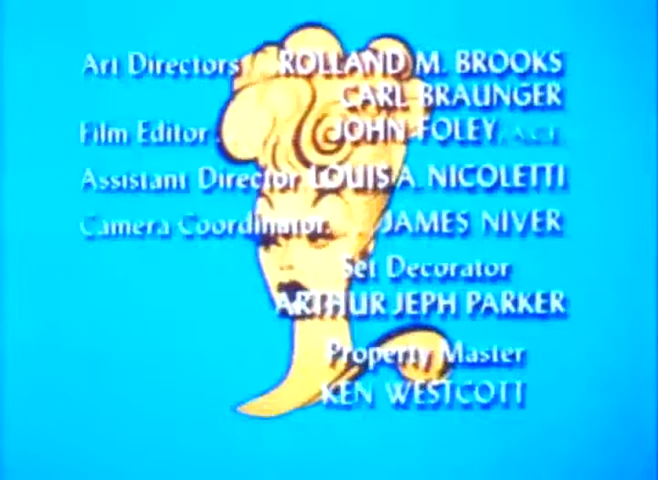 Art Directors ROLLAND M. BROOKS
CARL BRAUNGER
Film Editor JOHN FOLEY, A.C.E.
Assistant Director LOUIS A. NICOLETTI
Camera Coordinator. JAMES NIVER
Set Decorator
ARTHUR JEPH PARKER
Property Master
KEN WESTCOTT